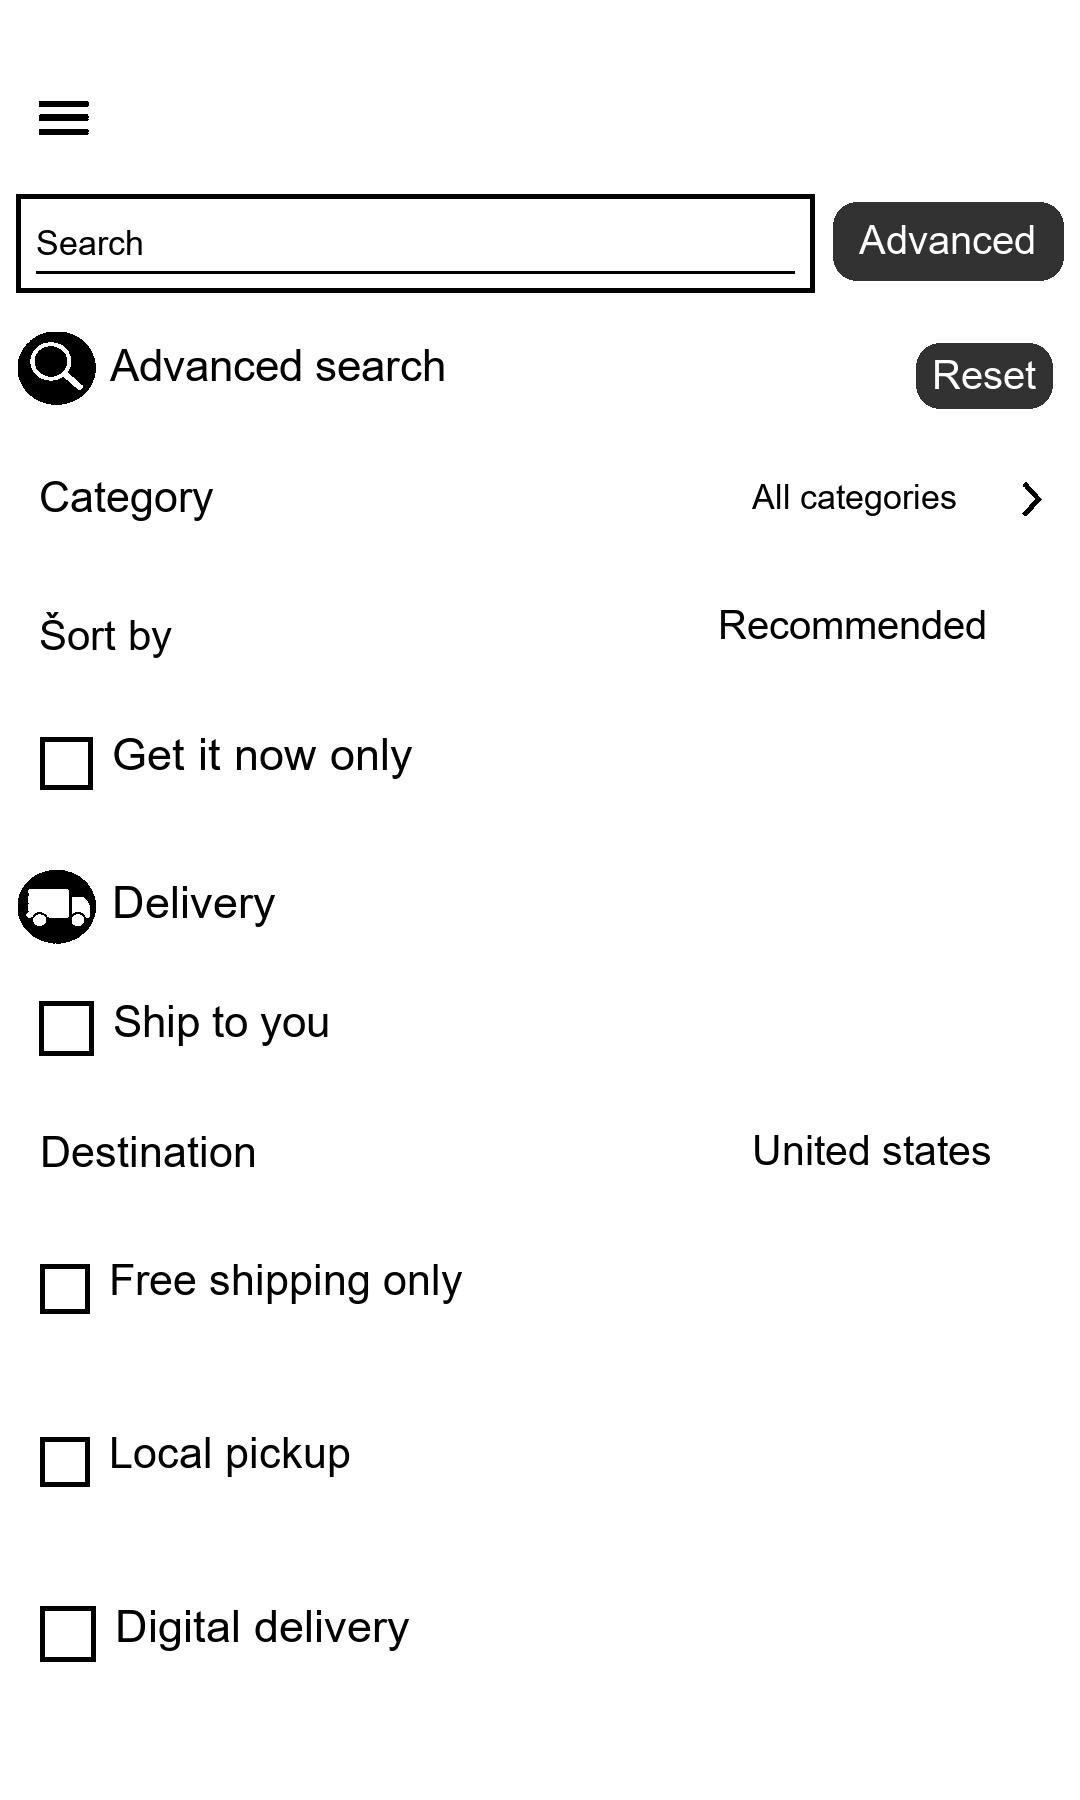 Search
Advanced
Advanced search
Reset
Category
All categories
Šort by
Recommended
Get it now only
Delivery
Ship to you
Destination
United states
Free shipping only
Local pickup
Digital delivery